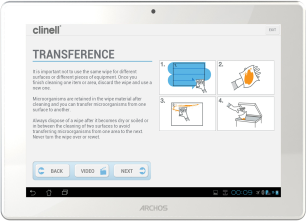 clinell
EXIT
TRANSFERENCE
It is important not to use the same wipe for different
surfaces or different pieces of equipment. Once you
finish cleaning one item or area, discard the wipe and use a
new one.
Microorganisms are retained in the wipe material after
cleaning and you can transfer microorganisms from one
surface to another.
Always dispose of a wipe after it becomes dry or soiled or
in between the cleaning of two surfaces to avoid
transferring microorganisms from one area to the next.
Never turn the wipe over or reuse.
1.
2.
3.
4.
BACK
VIDEO
NEXT
00:09
ARCHOS